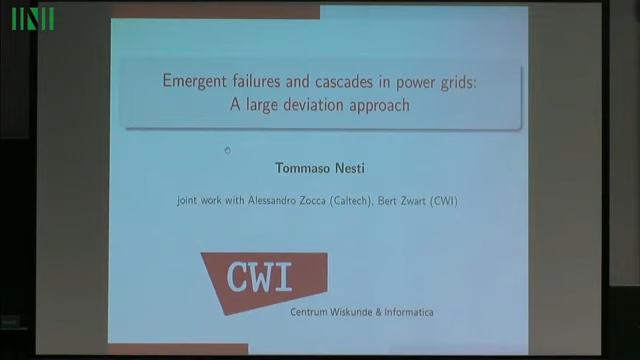 Emergent failures and cascades in power grids:
A large deviation approach
Tommaso Nesti
joint work with Alessandro Zocca (Caltech), Bert Zwart (CWI)
CWI
Centrum Wiskunde & Informatica